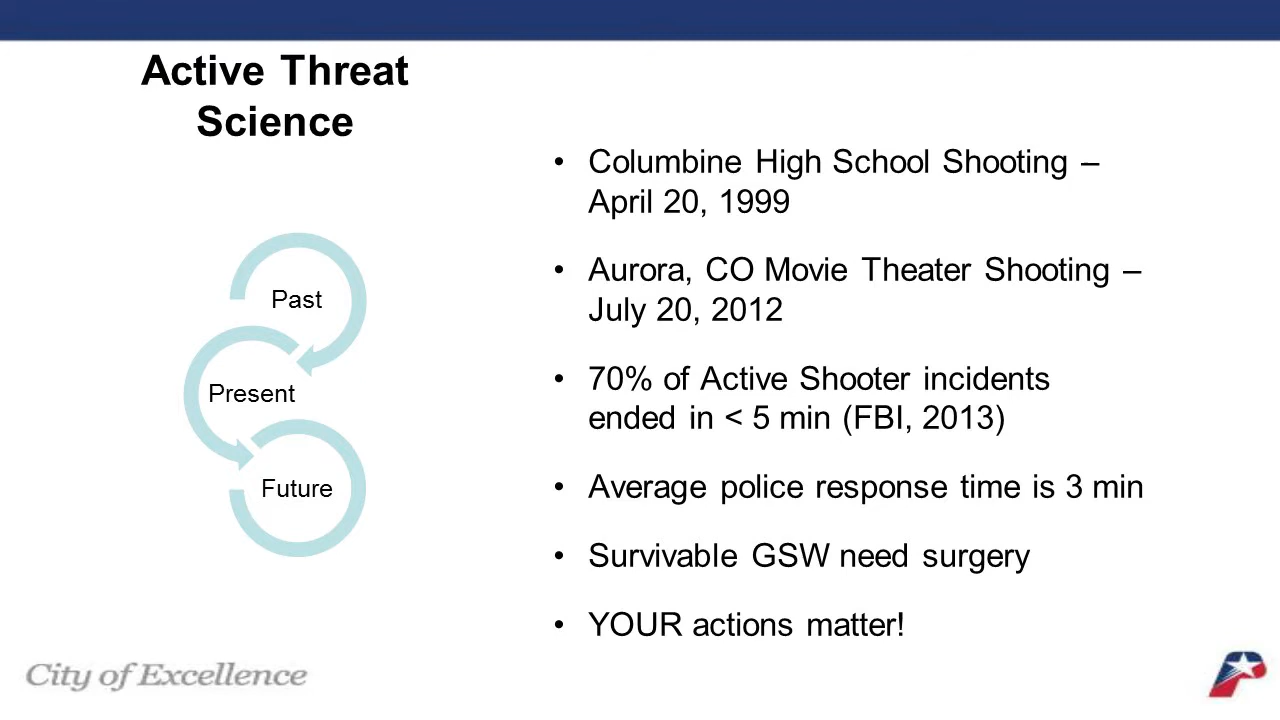 Active Threat
Science
Past
Present
Future
• Columbine High School Shooting –
April 20, 1999
• Aurora, CO Movie Theater Shooting –
July 20, 2012
• 70% of Active Shooter incidents
ended in < 5 min (FBI, 2013)
• Average police response time is 3 min
• Survivable GSW need surgery
• YOUR actions matter!
City of Excellence